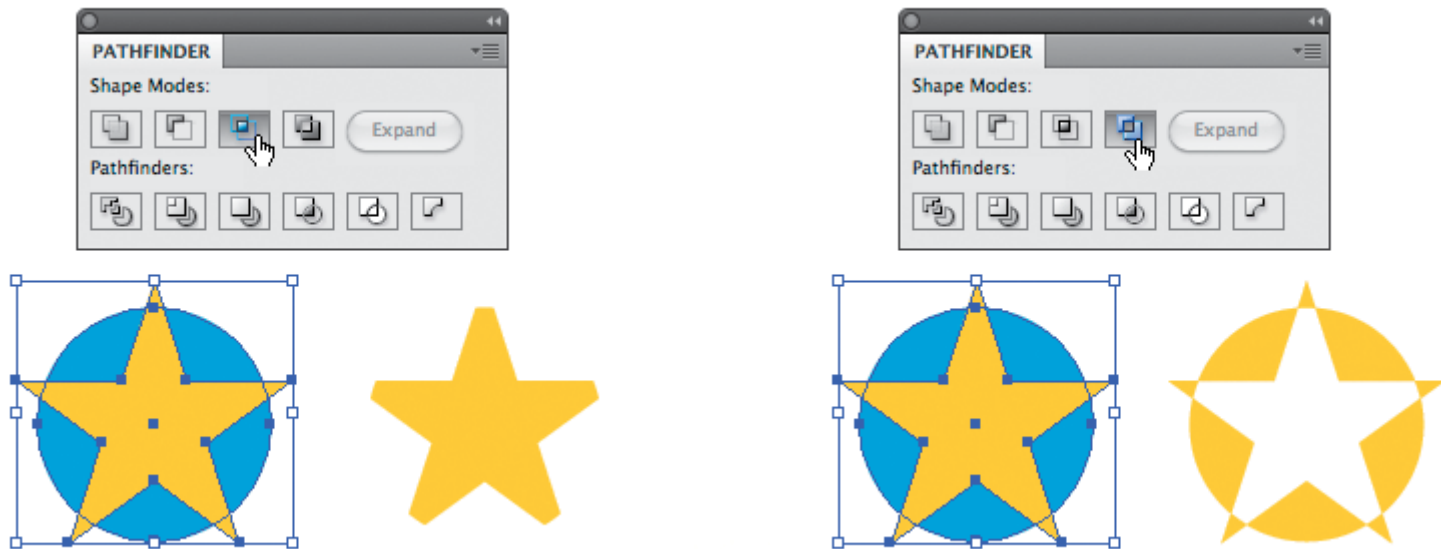 PATHFINDER
Shape Modes:
Expand
Pathfinders:
PATHFINDER
Shape Modes:
Expand
Pathfinders: